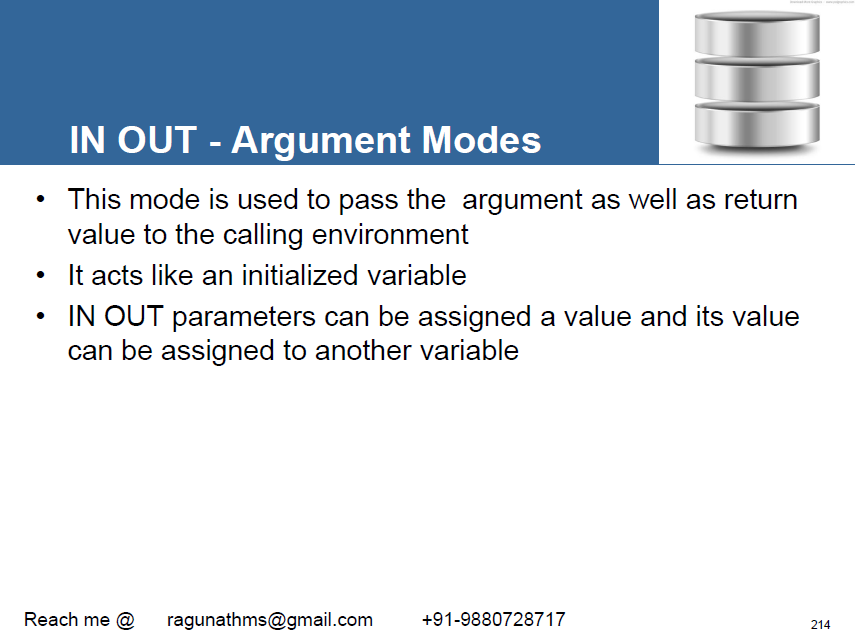 IN OUT - Argument Modes
• This mode is used to pass the  argument as well as return
value to the calling environment
• It acts like an initialized variable
• IN OUT parameters can be assigned a value and its value
can be assigned to another variable
Reach me @ ragunathms@gmail.com +91-9880728717
214